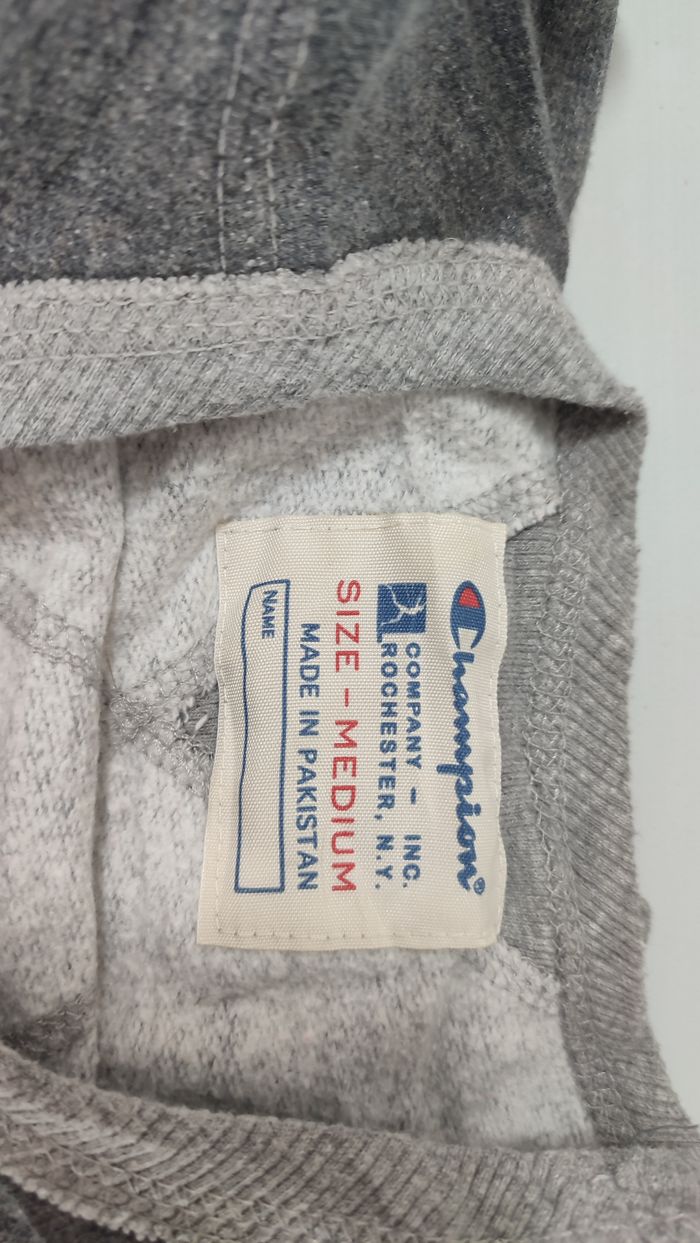 Champion®
COMPANY - INC.
ROCHESTER, N.Y.
SIZE - MEDIUM
MADE IN PAKISTAN
NAME